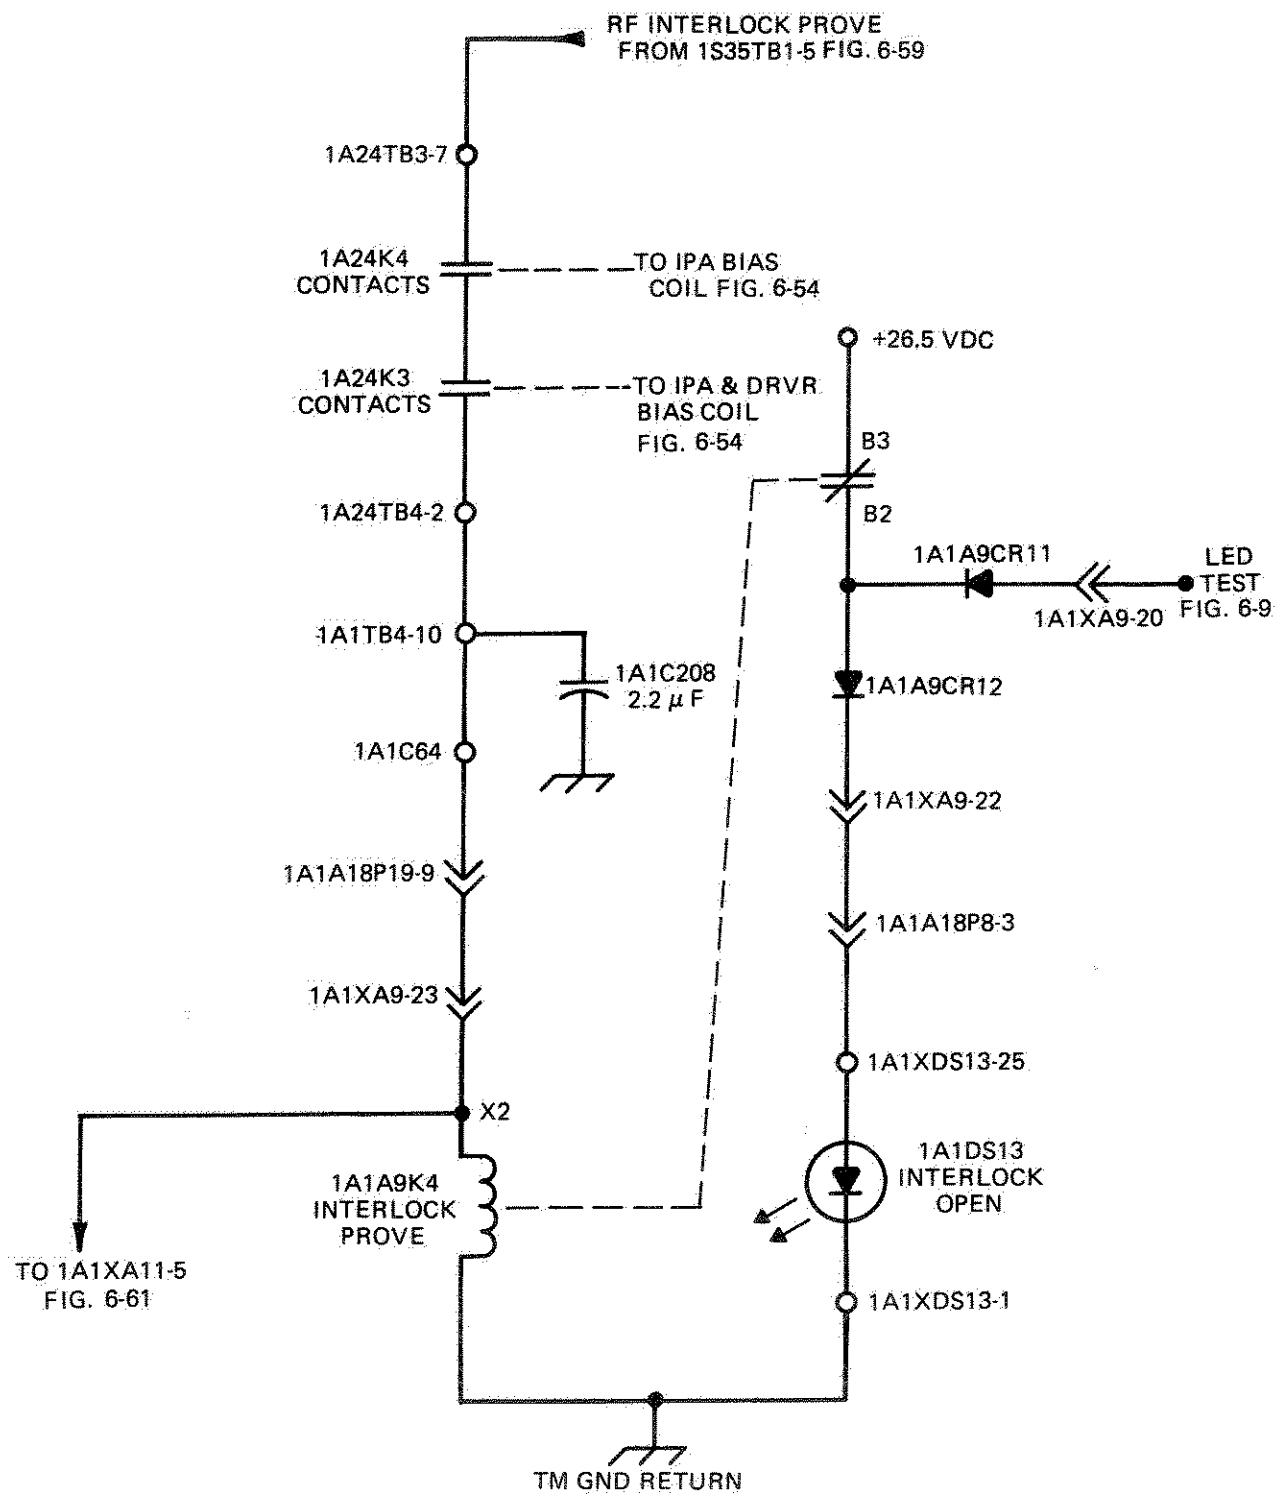 RF INTERLOCK PROVE
FROM 1S35TB1-5 FIG. 6-59
1A24TB3-7
1A24K4
CONTACTS
TO IPA BIAS
COIL FIG. 6-54
+26.5 VDC
1A24K3
CONTACTS
TO IPA & DRVR
BIAS COIL
FIG. 6-54
B3
B2
1A24TB4-2
1A1A9CR11
LED
TEST
FIG. 6-9
1A1XA9-20
1A1TB4-10
1A1C208
2.2 μ F
1A1A9CR12
1A1C64
1A1XA9-22
1A1A18P19-9
1A1A18P8-3
1A1XA9-23
1A1XDS13-25
X2
1A1A9K4
INTERLOCK
PROVE
1A1DS13
INTERLOCK
OPEN
TO 1A1XA11-5
FIG. 6-61
1A1XDS13-1
TM GND RETURN